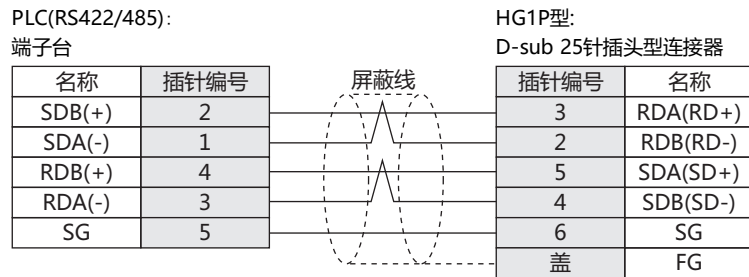 PLC(RS422/485):
端子台
HG1P型:
D-sub 25针插头型连接器
名称 插针编号 屏蔽线 插针编号 名称
SDB(+) 2 3 RDA(RD+)
SDA(-) 1 2 RDB(RD-)
RDB(+) 4 5 SDA(SD+)
RDA(-) 3 4 SDB(SD-)
SG 5 6 SG
盖 FG